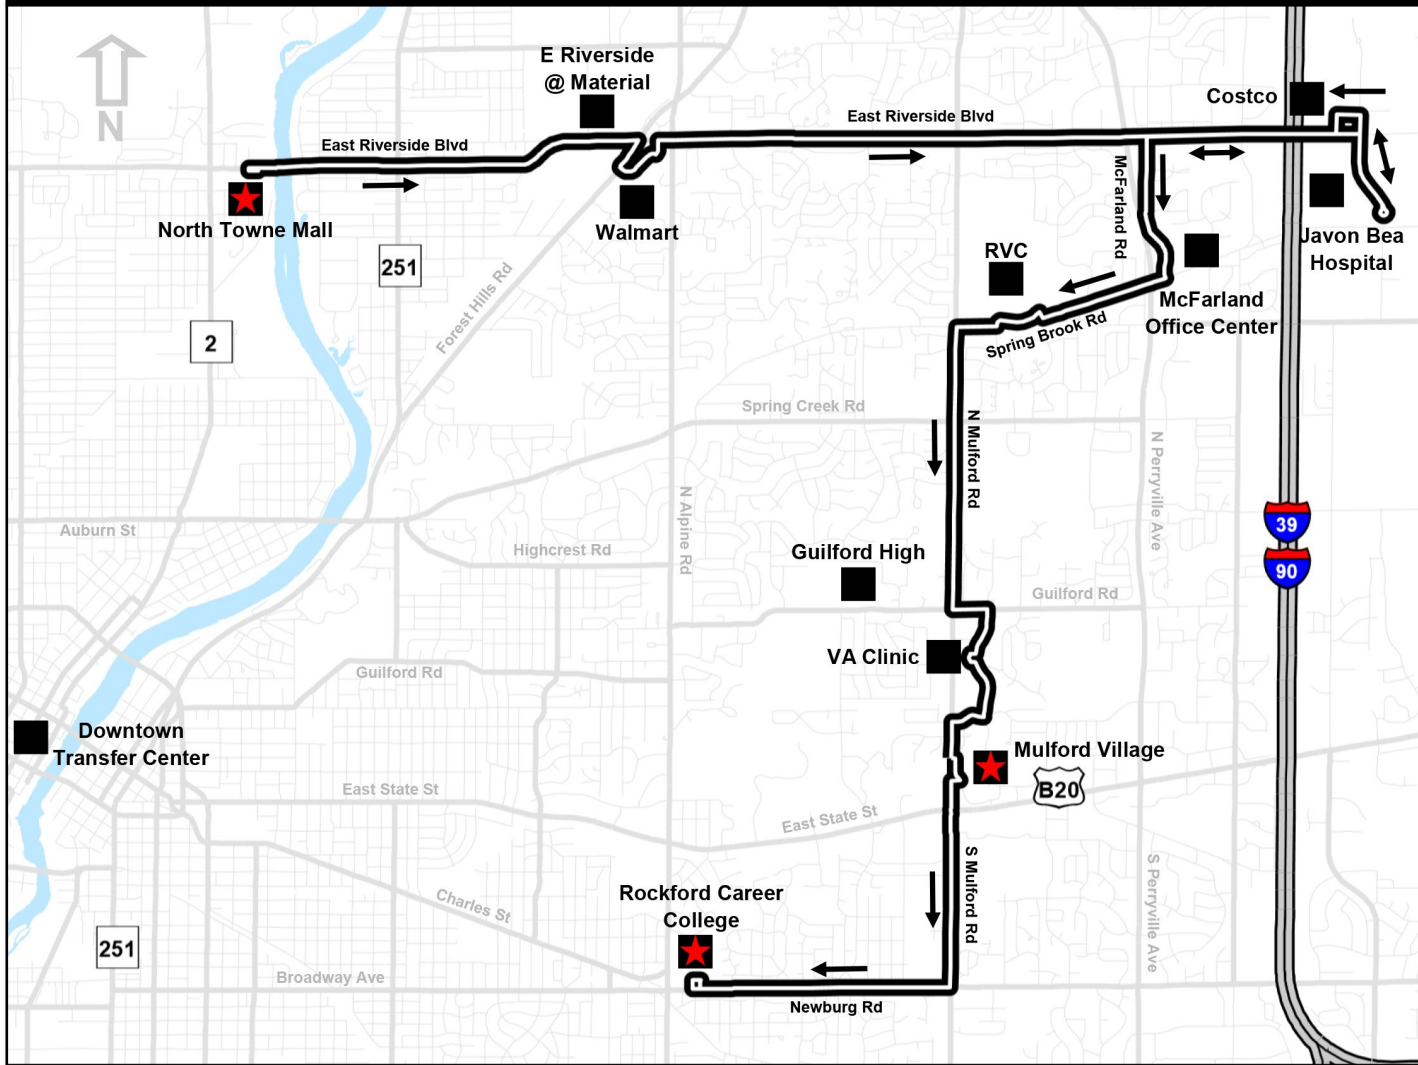 N
E Riverside
@ Material
Costco
East Riverside Blvd
East Riverside Blvd
McFarland Rd
North Towne Mall
Walmart
Javon Bea
Hospital
251
RVC
McFarland
Office Center
Forest Hills Rd
2
Spring Brook Rd
Spring Creek Rd
N Mulford Rd
N Perryville Ave
N Alpine Rd
Auburn St
39
Highcrest Rd
Guilford High
90
Guilford Rd
VA Clinic
Guilford Rd
Downtown
Transfer Center
Mulford Village
B20
East State St
East State St
S Mulford Rd
S Perryville Ave
Rockford Career
College
Charles St
251
Broadway Ave
Newburg Rd